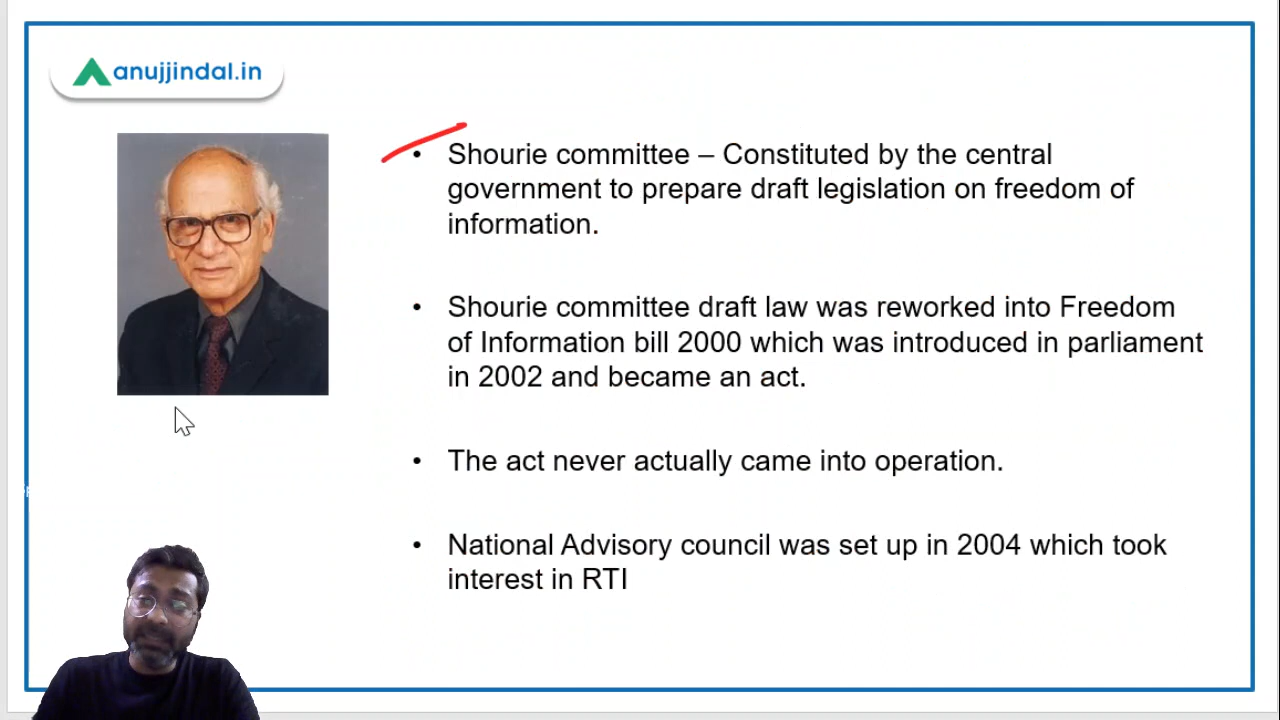 anujjindal.in
• Shourie committee – Constituted by the central
government to prepare draft legislation on freedom of
information.
• Shourie committee draft law was reworked into Freedom
of Information bill 2000 which was introduced in parliament
in 2002 and became an act.
• The act never actually came into operation.
• National Advisory council was set up in 2004 which took
interest in RTI